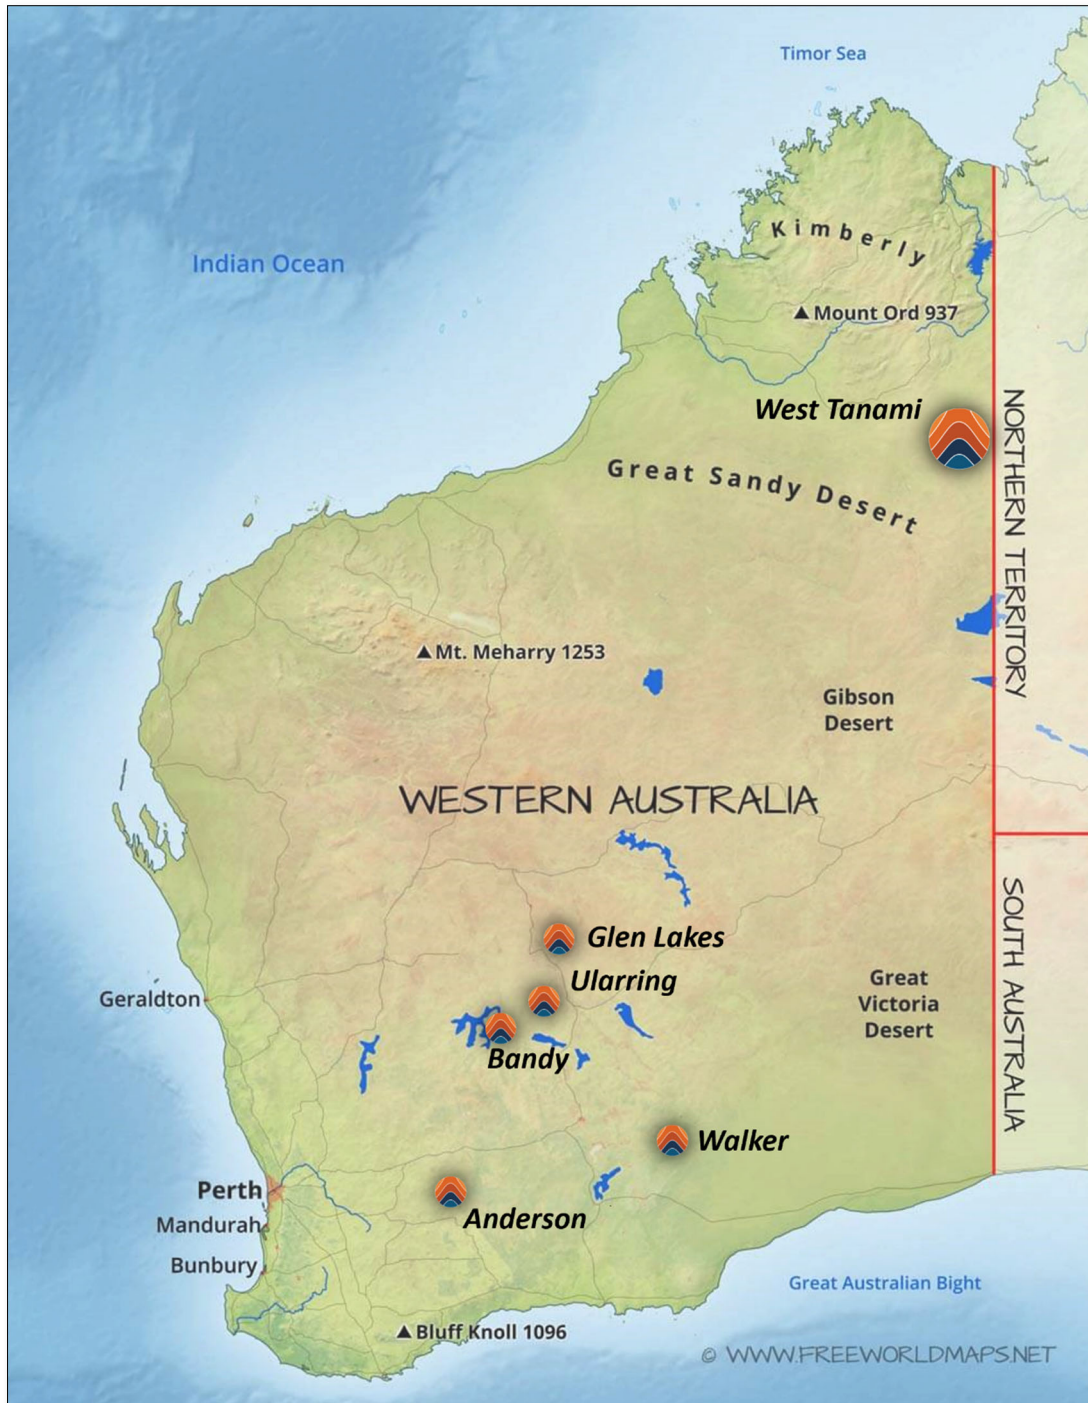 Timor Sea
Kimberly
Indian Ocean
Mount Ord 937
West Tanami
Great Sandy Desert
NORTHERN TERRITORY
Mt. Meharry 1253
Gibson
Desert
WESTERN AUSTRALIA
SOUTH AUSTRALIA
Glen Lakes
Ularring
Great
Victoria
Desert
Geraldton
Bandy
Walker
Perth
Anderson
Mandurah
Bunbury
Great Australian Bight
Bluff Knoll 1096
© WWW.FREEWORLDMAPS.NET